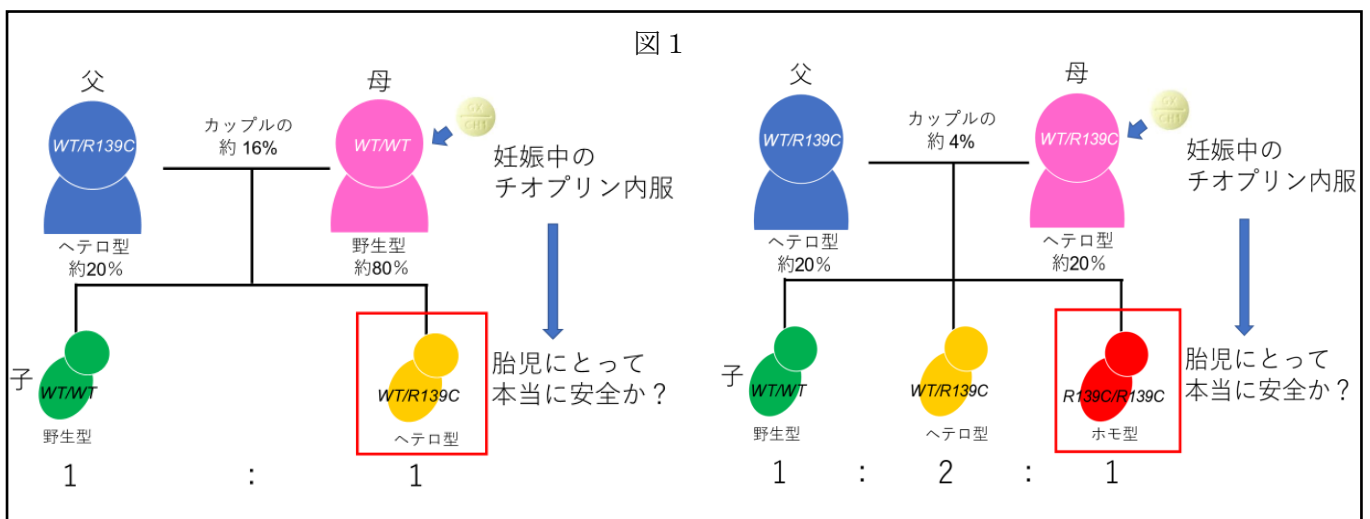 図１
父
母
WT/R139C
WT/WT
GX
CH1
カップルの
約 16%
妊娠中の
チオプリン内服
ヘテロ型
約20%
野生型
約80%
子
WT/WT
野生型
WT/R139C
ヘテロ型
胎児にとって
本当に安全か？
1 : 1
父
母
WT/R139C
WT/R139C
GX
CH1
カップルの
約 4%
妊娠中の
チオプリン内服
ヘテロ型
約20%
ヘテロ型
約20%
子
WT/WT
野生型
WT/R139C
ヘテロ型
R139C/R139C
ホモ型
胎児にとって
本当に安全か？
1 : 2 : 1